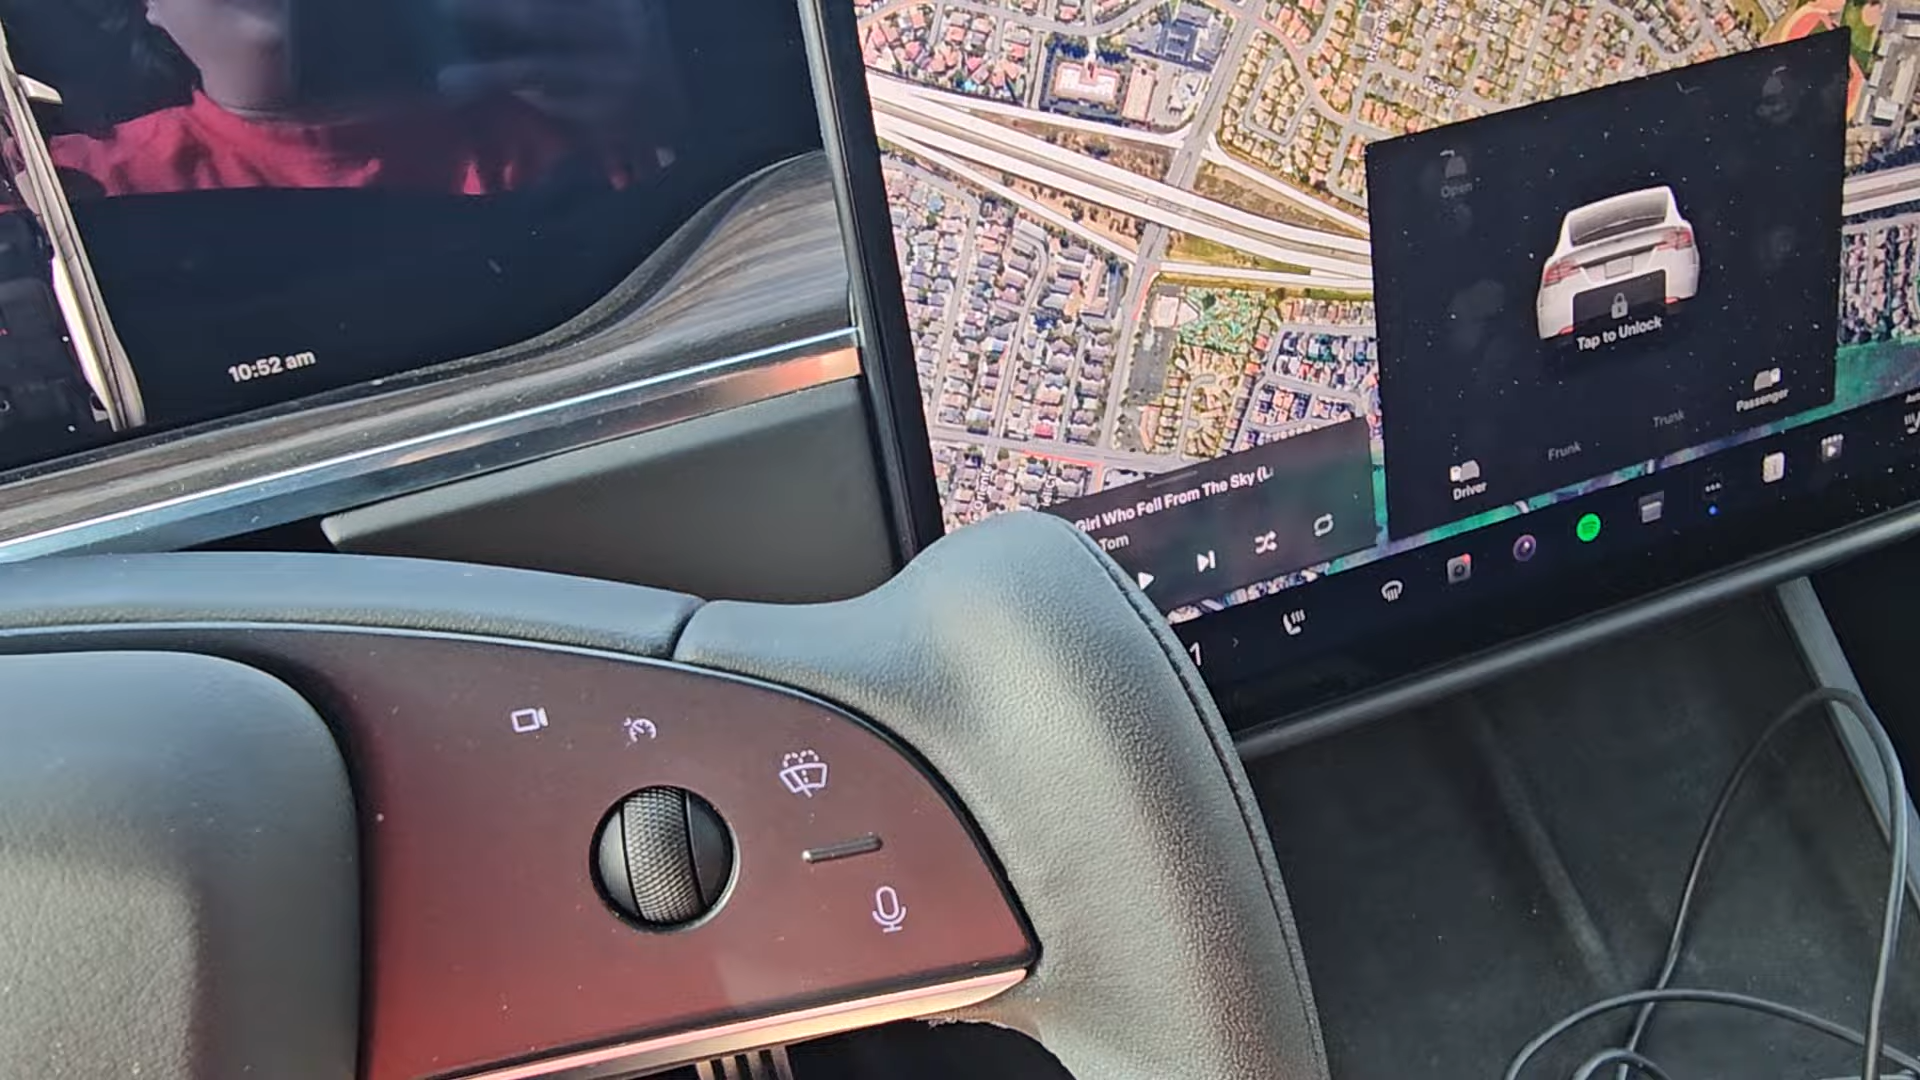 10:52 am
Open
Tap to Unlock
Passenger
Trunk
Frunk
Driver
Girl Who Fell From The Sky (L
Tom